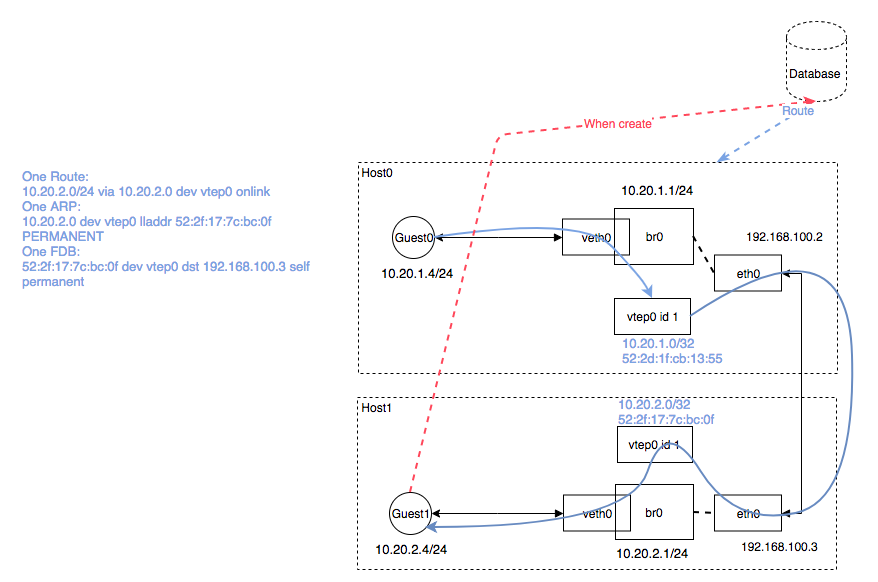 Database
When create
Route
One Route:
10.20.2.0/24 via 10.20.2.0 dev vtep0 onlink
One ARP:
10.20.2.0 dev vtep0 lladdr 52:2f:17:7c:bc:0f
PERMANENT
One FDB:
52:2f:17:7c:bc:0f dev vtep0 dst 192.168.100.3 self
permanent
Host0
10.20.1.1/24
Guest0
veth0
br0
192.168.100.2
10.20.1.4/24
eth0
vtep0 id 1
10.20.1.0/32
52:2d:1f:cb:13:55
Host1
10.20.2.0/32
52:2f:17:7c:bc:0f
vtep0 id 1
Guest1
veth0
br0
eth0
10.20.2.4/24
10.20.2.1/24
192.168.100.3